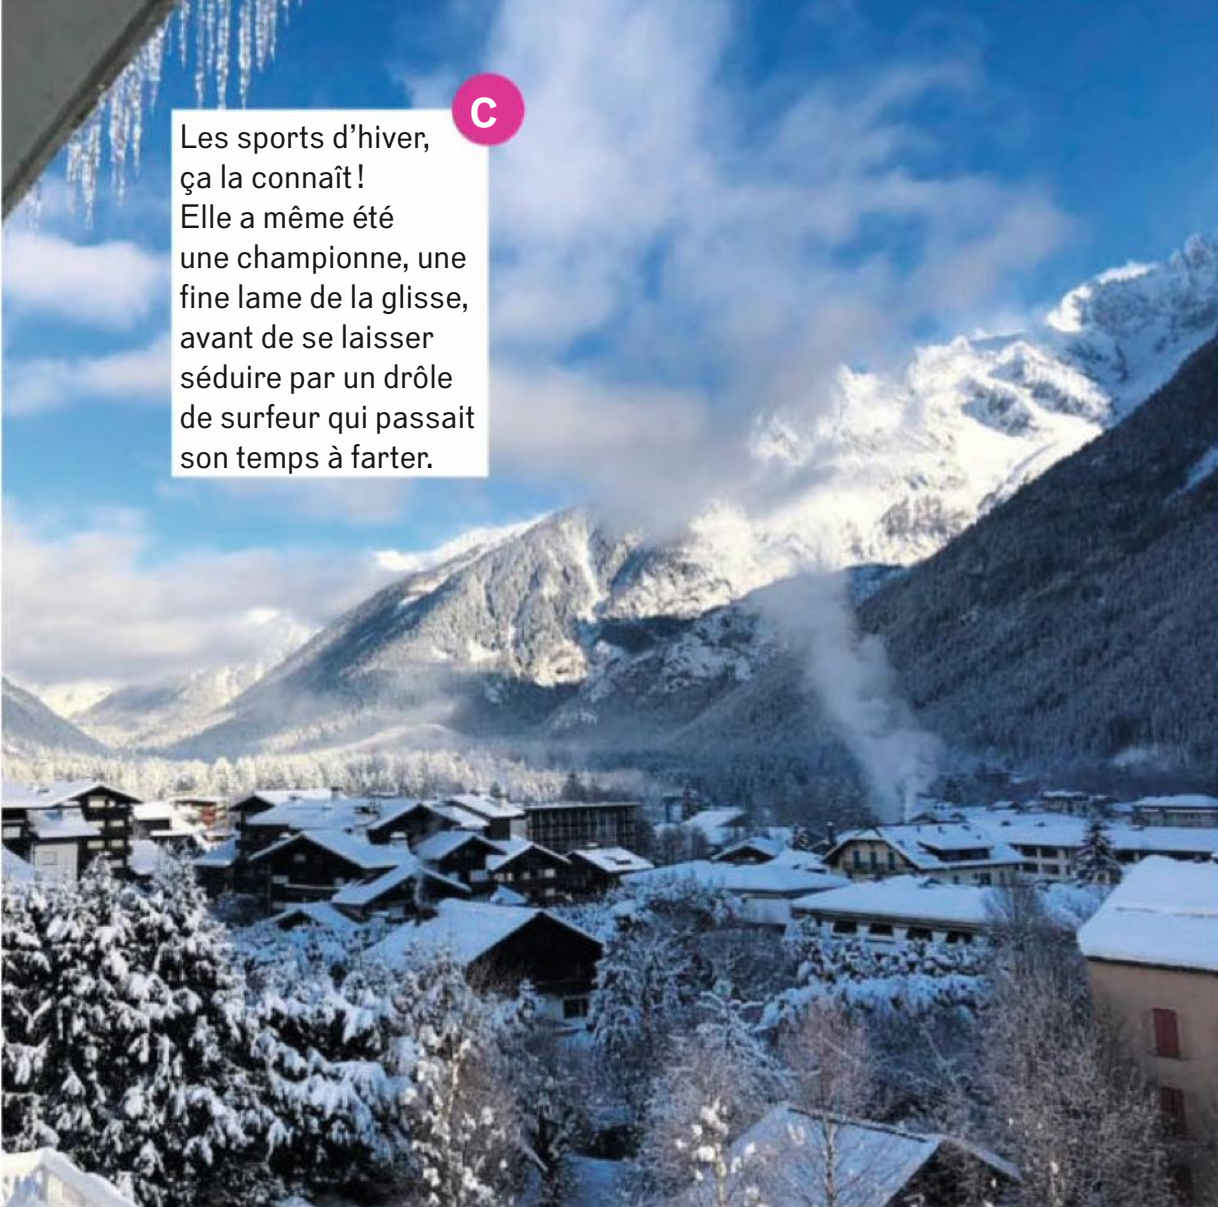 C
Les sports d’hiver,
ça la connaît !
Elle a même été
une championne, une
fine lame de la glisse,
avant de se laisser
séduire par un drôle
de surfeur qui passait
son temps à farter.